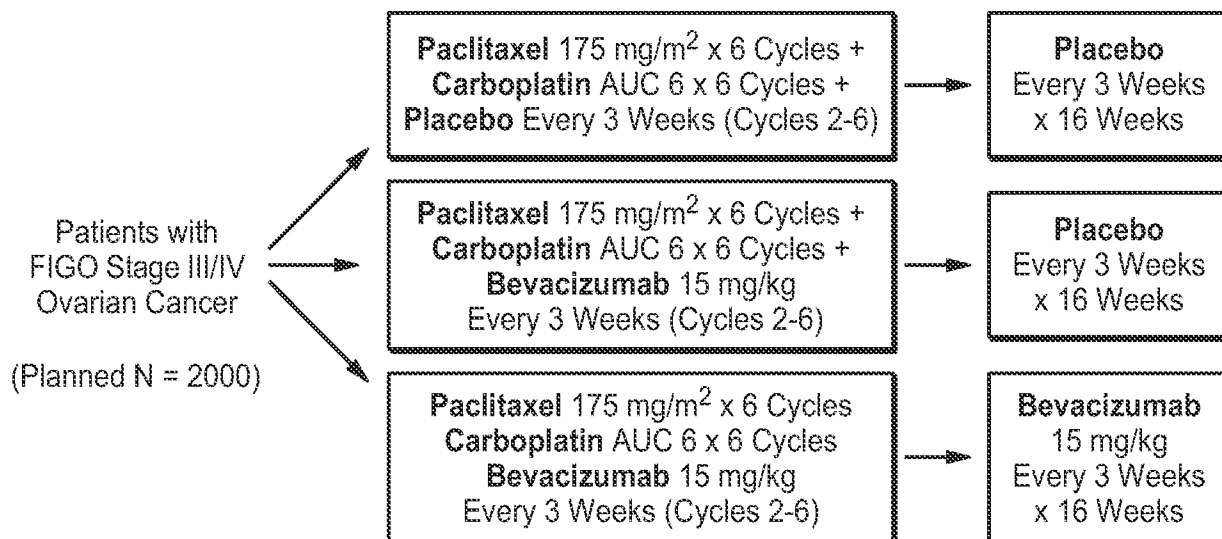 Patients with
FIGO Stage III/IV
Ovarian Cancer
(Planned N = 2000)
Paclitaxel 175 mg/m² x 6 Cycles +
Carboplatin AUC 6 x 6 Cycles +
Placebo Every 3 Weeks (Cycles 2-6)
Placebo
Every 3 Weeks
x 16 Weeks
Paclitaxel 175 mg/m² x 6 Cycles +
Carboplatin AUC 6 x 6 Cycles +
Bevacizumab 15 mg/kg
Every 3 Weeks (Cycles 2-6)
Placebo
Every 3 Weeks
x 16 Weeks
Paclitaxel 175 mg/m² x 6 Cycles
Carboplatin AUC 6 x 6 Cycles
Bevacizumab 15 mg/kg
Every 3 Weeks (Cycles 2-6)
Bevacizumab
15 mg/kg
Every 3 Weeks
x 16 Weeks